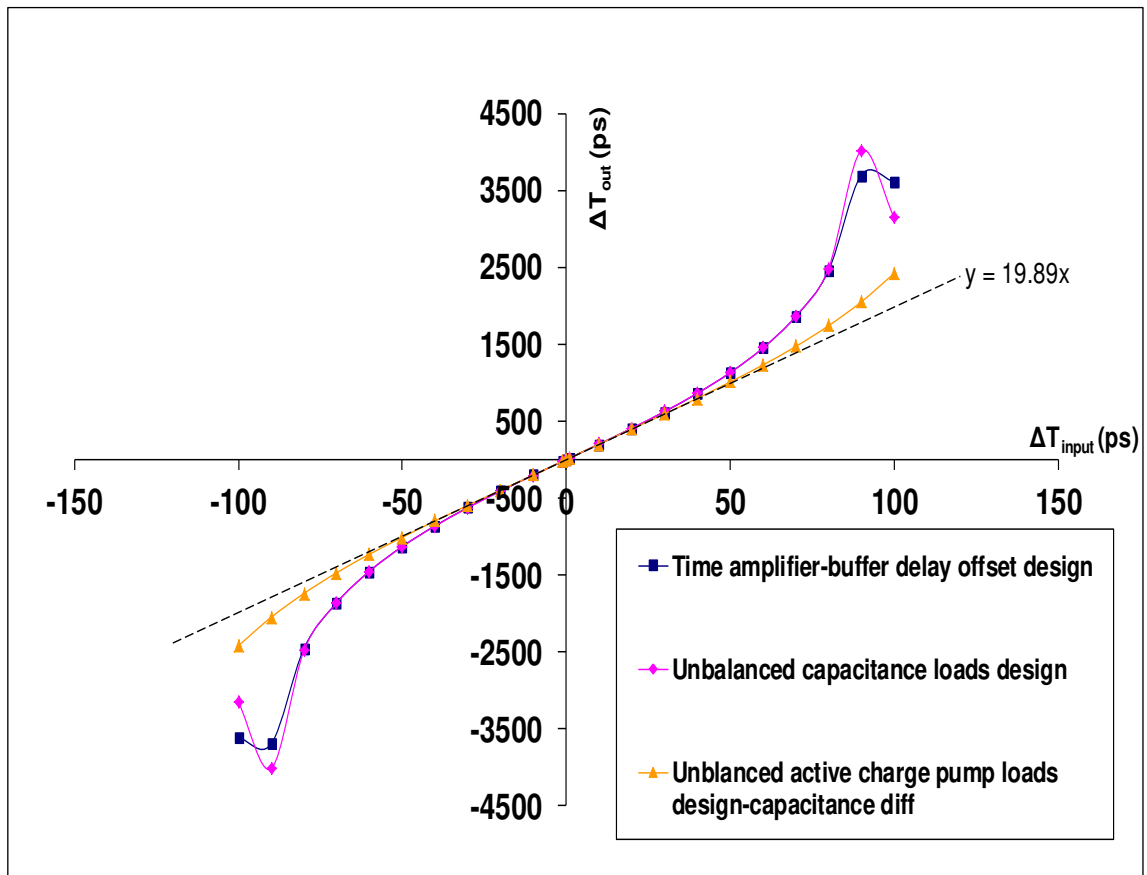 4500
3500
2500
1500
500
-500
-1500
-2500
-3500
-4500
ΔTout (ps)
y = 19.89x
ΔTinput (ps)
-150 -100 -50 0 50 100 150
Time amplifier-buffer delay offset design
Unbalanced capacitance loads design
Unblanced active charge pump loads
design-capacitance diff